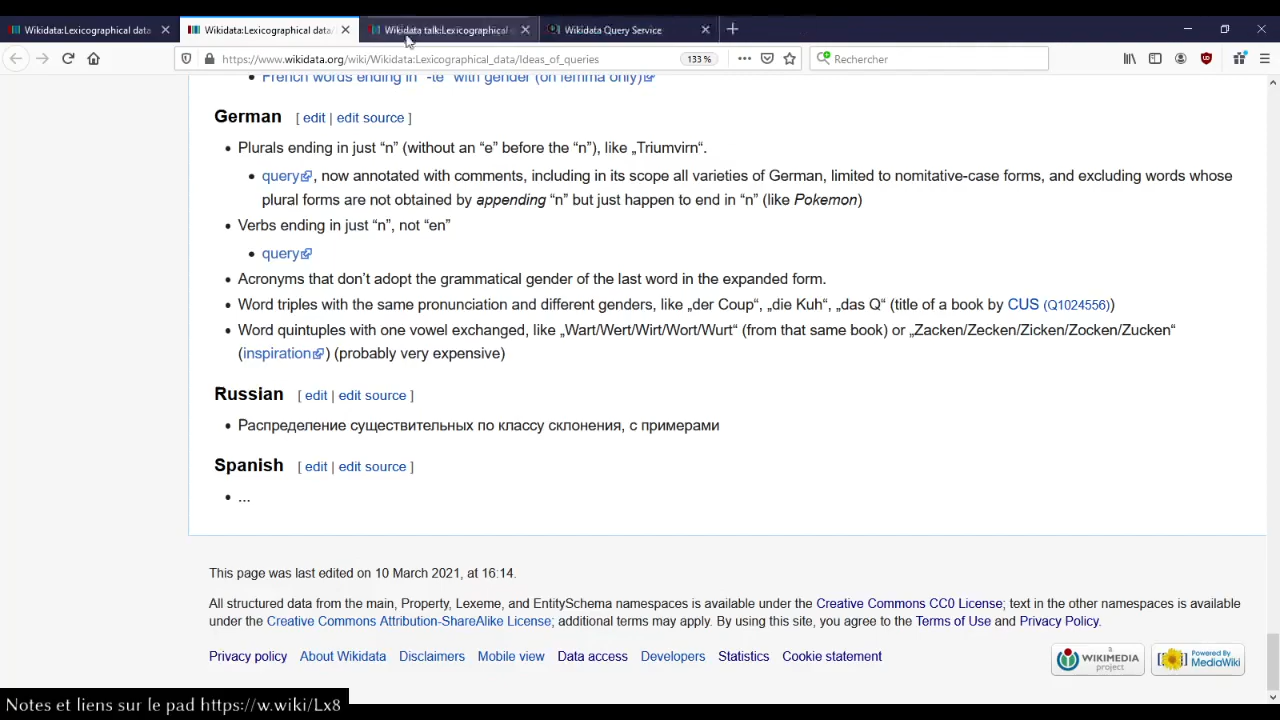 Wikidata:Lexicographical data
Wikidata:Lexicographical data/
Wikidata talk:Lexicographical
Wikidata Query Service
https://www.wikidata.org/wiki/Wikidata:Lexicographical_data/Ideas_of_queries
133 %
Rechercher
French words ending in "-te" with gender (on lemma only)
German [ edit | edit source ]
Plurals ending in just “n” (without an “e” before the “n”), like „Triumvirn“.
query, now annotated with comments, including in its scope all varieties of German, limited to nomitative-case forms, and excluding words whose
plural forms are not obtained by appending “n” but just happen to end in “n” (like Pokemon)
Verbs ending in just “n”, not “en”
query
Acronyms that don’t adopt the grammatical gender of the last word in the expanded form.
Word triples with the same pronunciation and different genders, like „der Coup“, „die Kuh“, „das Q“ (title of a book by CUS (Q1024556))
Word quintuples with one vowel exchanged, like „Wart/Wert/Wirt/Wort/Wurt“ (from that same book) or „Zacken/Zecken/Zicken/Zocken/Zucken“
(inspiration) (probably very expensive)
Russian [ edit | edit source ]
Распределение существительных по классу склонения, с примерами
Spanish [ edit | edit source ]
...
This page was last edited on 10 March 2021, at 16:14.
All structured data from the main, Property, Lexeme, and EntitySchema namespaces is available under the Creative Commons CC0 License; text in the other namespaces is available
under the Creative Commons Attribution-ShareAlike License; additional terms may apply. By using this site, you agree to the Terms of Use and Privacy Policy.
Privacy policy About Wikidata Disclaimers Mobile view Data access Developers Statistics Cookie statement
A WIKIMEDIA project
Powered By MediaWiki
Notes et liens sur le pad https://w.wiki/Lx8